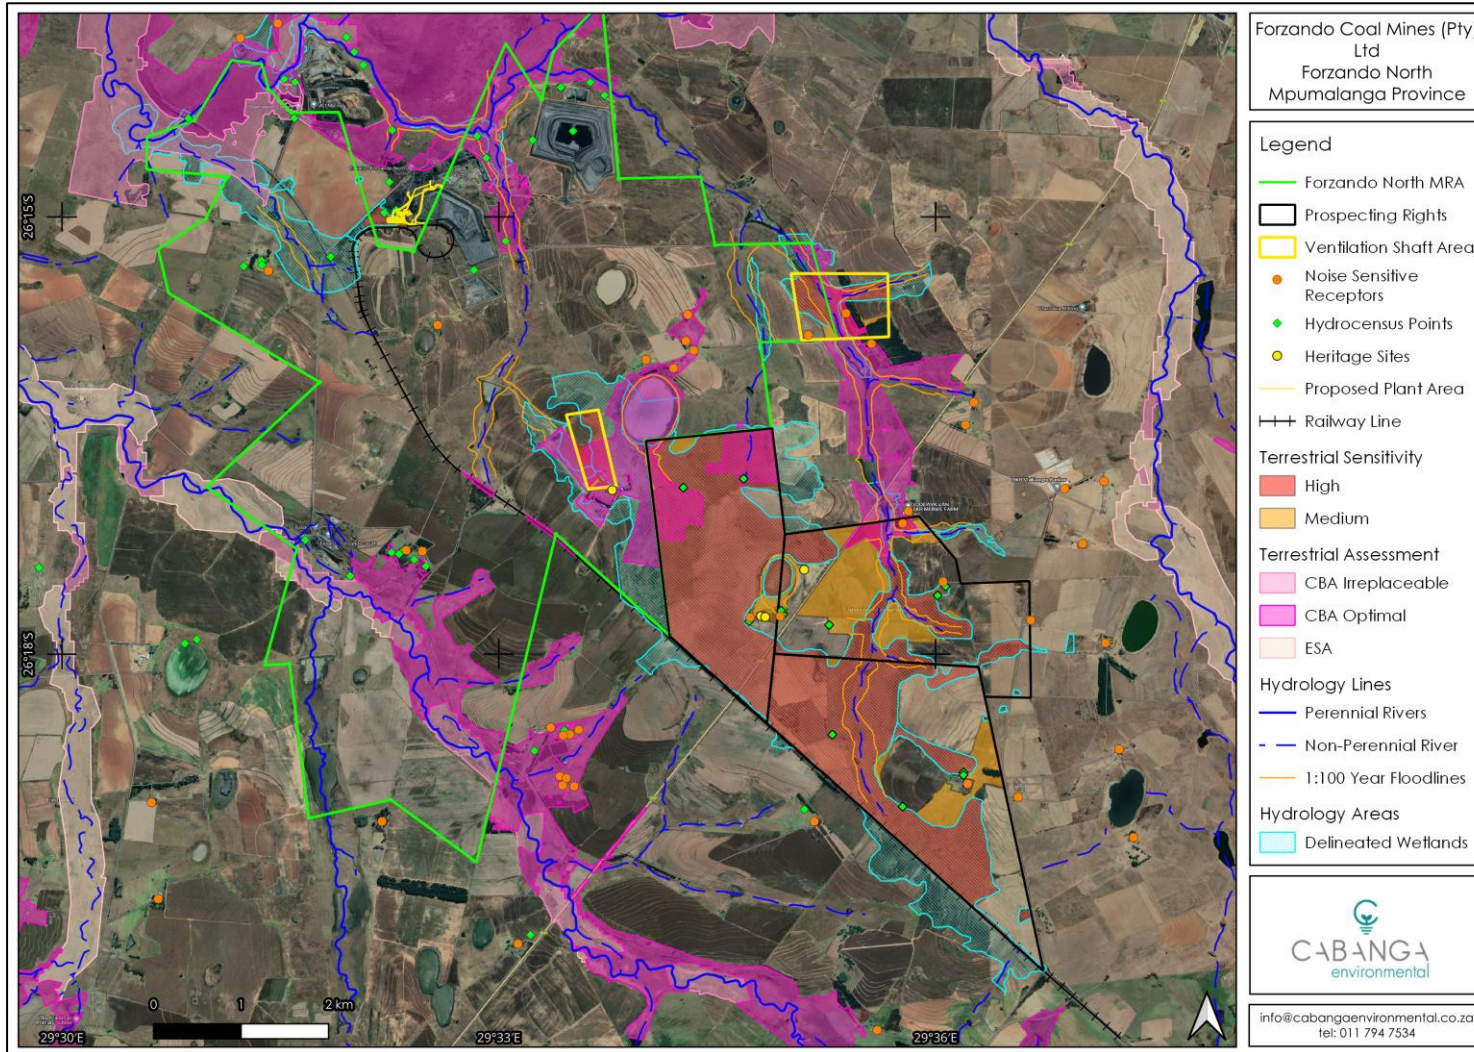 Forzando Coal Mines (Pty)
Ltd
Forzando North
Mpumalanga Province
Legend
Forzando North MRA
Prospecting Rights
Ventilation Shaft Area
Noise Sensitive
Receptors
Hydrocensus Points
Heritage Sites
Proposed Plant Area
Railway Line
Terrestrial Sensitivity
High
Medium
Terrestrial Assessment
CBA Irreplaceable
CBA Optimal
ESA
Hydrology Lines
Perennial Rivers
Non-Perennial River
1:100 Year Floodlines
Hydrology Areas
Delineated Wetlands
CABANGA
environmental
info@cabangaenvironmental.co.za
tel: 011 794 7534
26°15'S
26°18'S
0 1 2 km
29°30'E
29°33'E
29°36'E